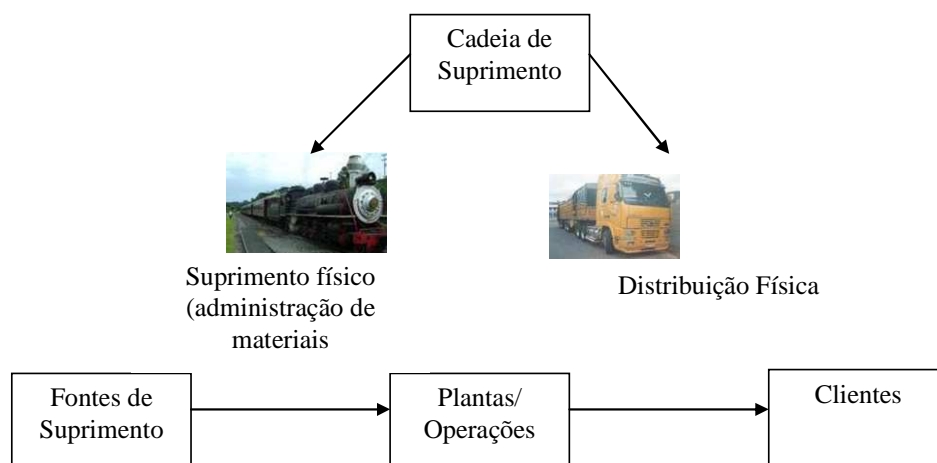 Cadeia de
Suprimento
Suprimento físico
(administração de
materiais
Distribuição Física
Fontes de
Suprimento
Plantas/
Operações
Clientes